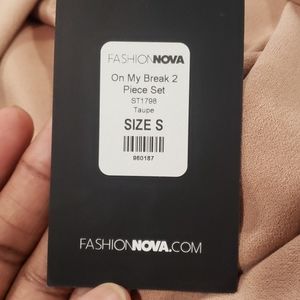 FASHIONNOVA
On My Break 2
Piece Set
ST1798
Taupe
SIZE S
960187
FASHIONNOVA.COM